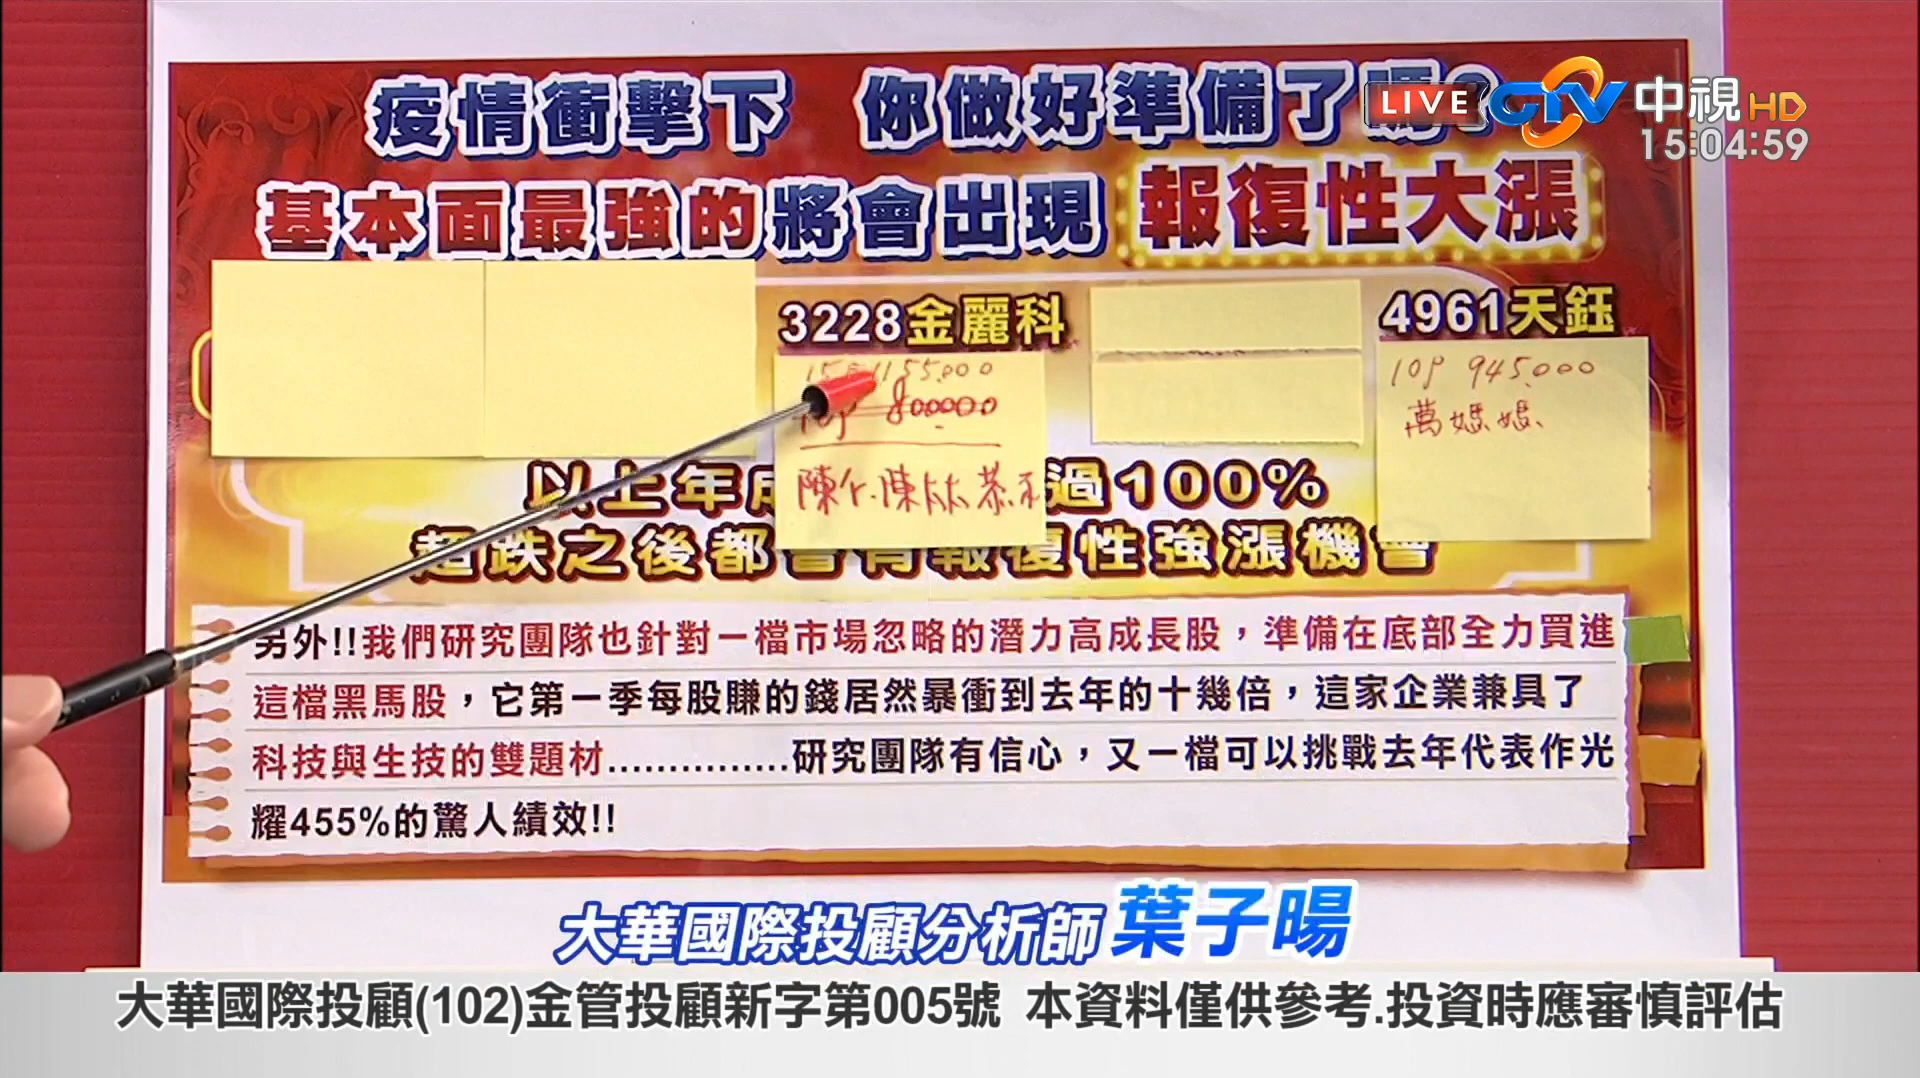 疫情衝擊下 你做好準備了嗎?
LIVE CTV 中視HD
15:04:59
基本面最強的將會出現 報復性大漲
3228金麗科
4961天鈺
1155.000
800000
10P 945.000
萬媽媽
以上年 過100%
超跌之後都會有報復性強漲機會
另外!!我們研究團隊也針對一檔市場忽略的潛力高成長股，準備在底部全力買進
這檔黑馬股，它第一季每股賺的錢居然暴衝到去年的十幾倍，這家企業兼具了
科技與生技的雙題材...............研究團隊有信心，又一檔可以挑戰去年代表作光
耀455%的驚人績效!!
大華國際投顧分析師 葉子暘
大華國際投顧(102)金管投顧新字第005號 本資料僅供參考.投資時應審慎評估